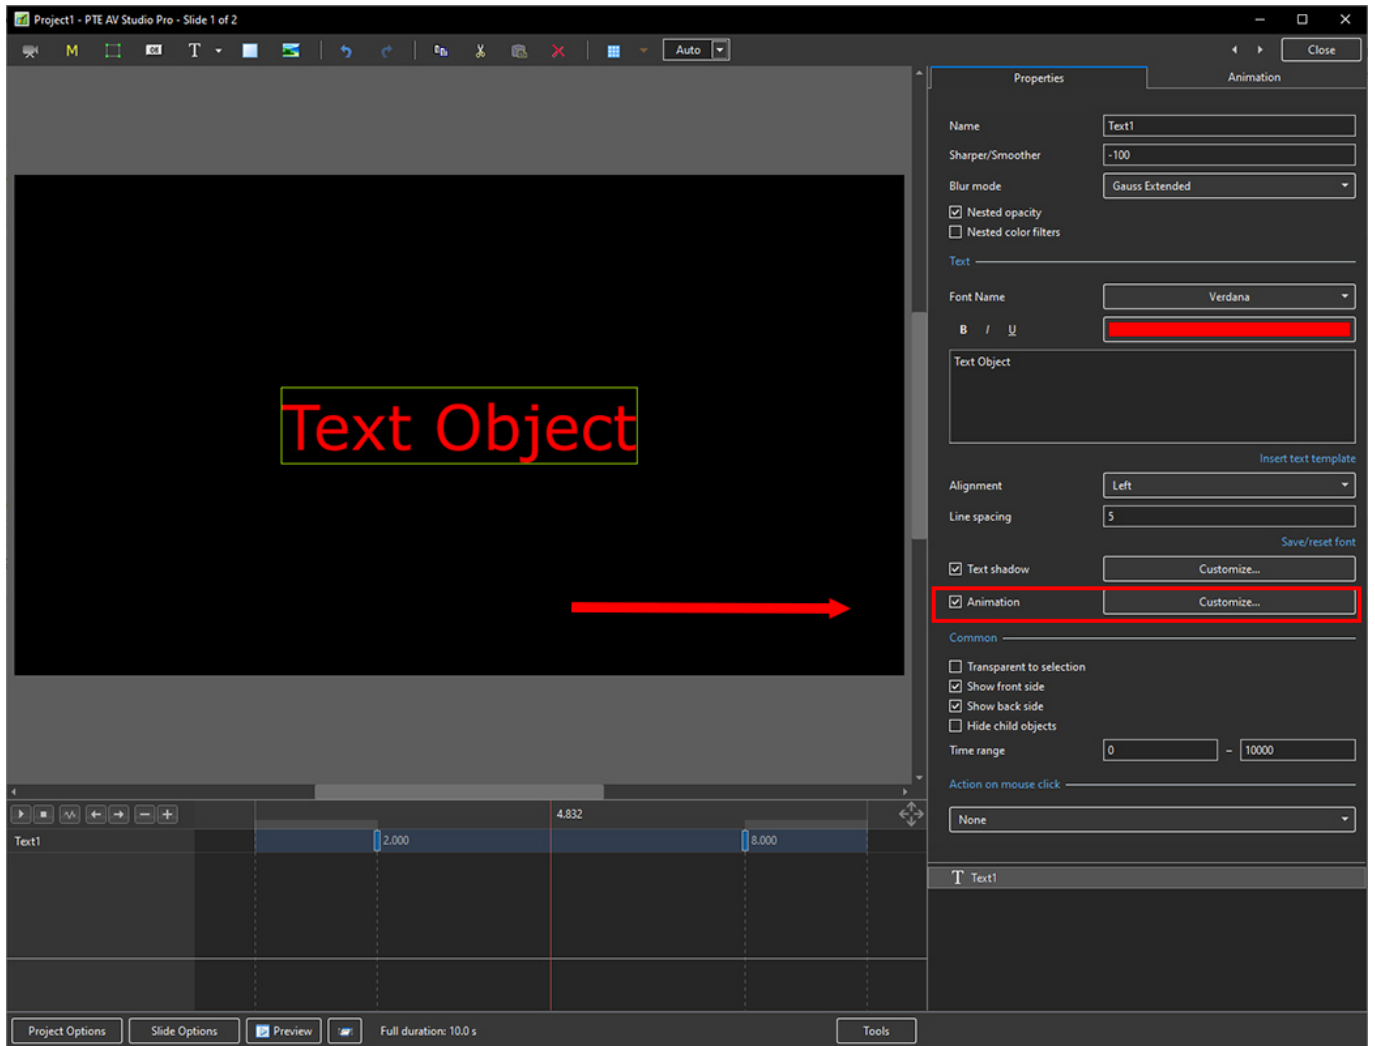 Project1 - PTE AV Studio Pro - Slide 1 of 2
M OK T Auto Close
Properties Animation
Name Text1
Sharper/Smoother -100
Blur mode Gauss Extended
Nested opacity
Nested color filters
Text
Font Name Verdana
B I U
Text Object
Text Object
Insert text template
Alignment Left
Line spacing 5
Save/reset font
Text shadow Customize...
Animation Customize...
Common
Transparent to selection
Show front side
Show back side
Hide child objects
Time range 0 – 10000
Action on mouse click
None
4.832
Text1 2.000 8.000
T Text1
Project Options Slide Options Preview Full duration: 10.0 s Tools